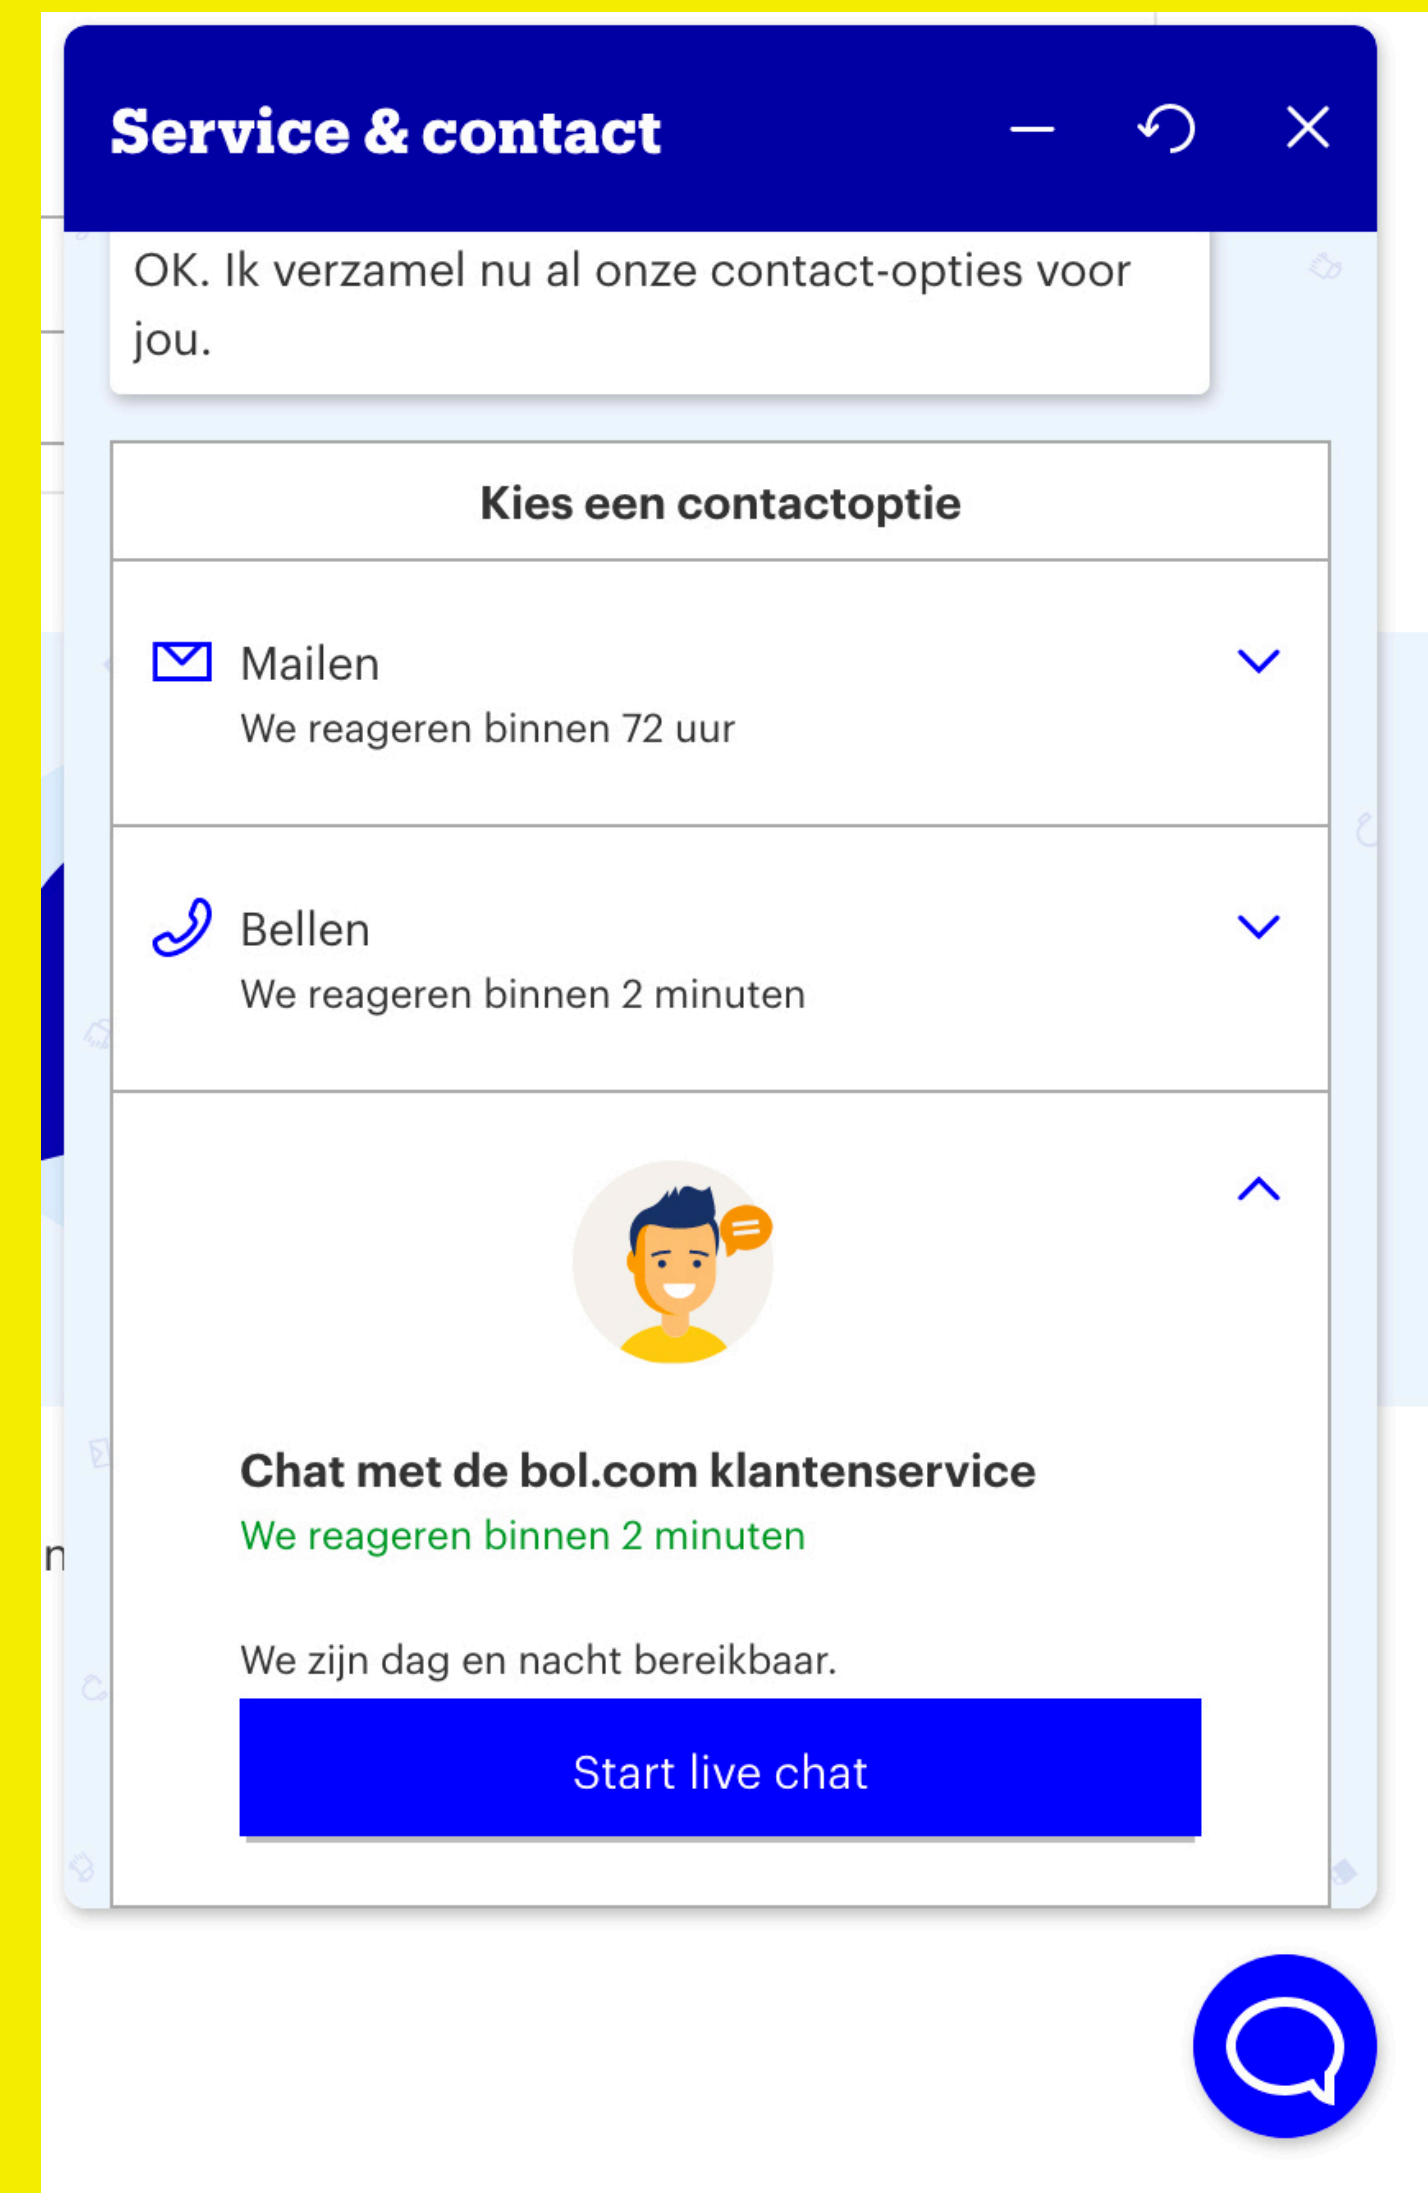 Service & contact
OK. Ik verzamel nu al onze contact-opties voor
jou.
Kies een contactoptie
Mailen
We reageren binnen 72 uur
Bellen
We reageren binnen 2 minuten
Chat met de bol.com klantenservice
We reageren binnen 2 minuten
We zijn dag en nacht bereikbaar.
Start live chat